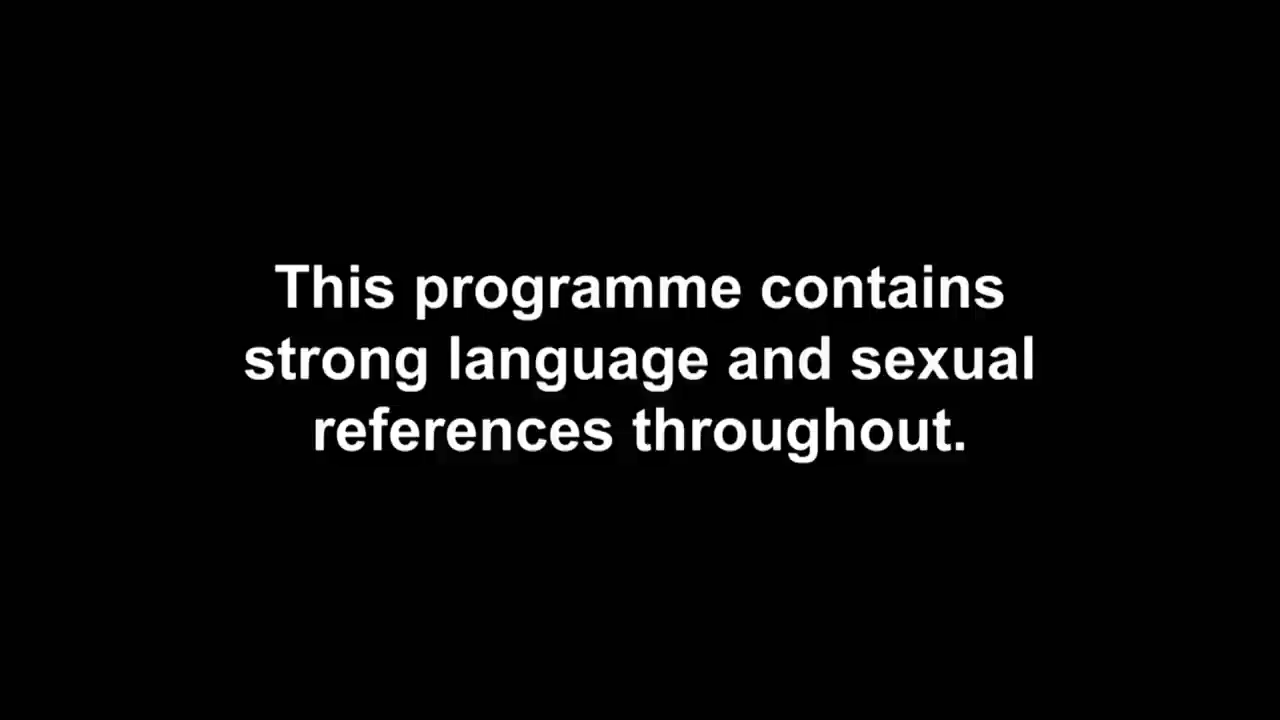 This programme contains
strong language and sexual
references throughout.